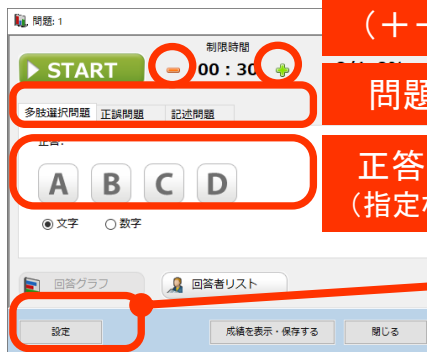 問題: 1
(+-
制限時間
START
00 : 30
問題
多肢選択問題 正誤問題 記述問題
正答:
正答
A B C D
(指定
文字 数字
回答グラフ 回答者リスト
設定 成績を表示・保存する 閉じる